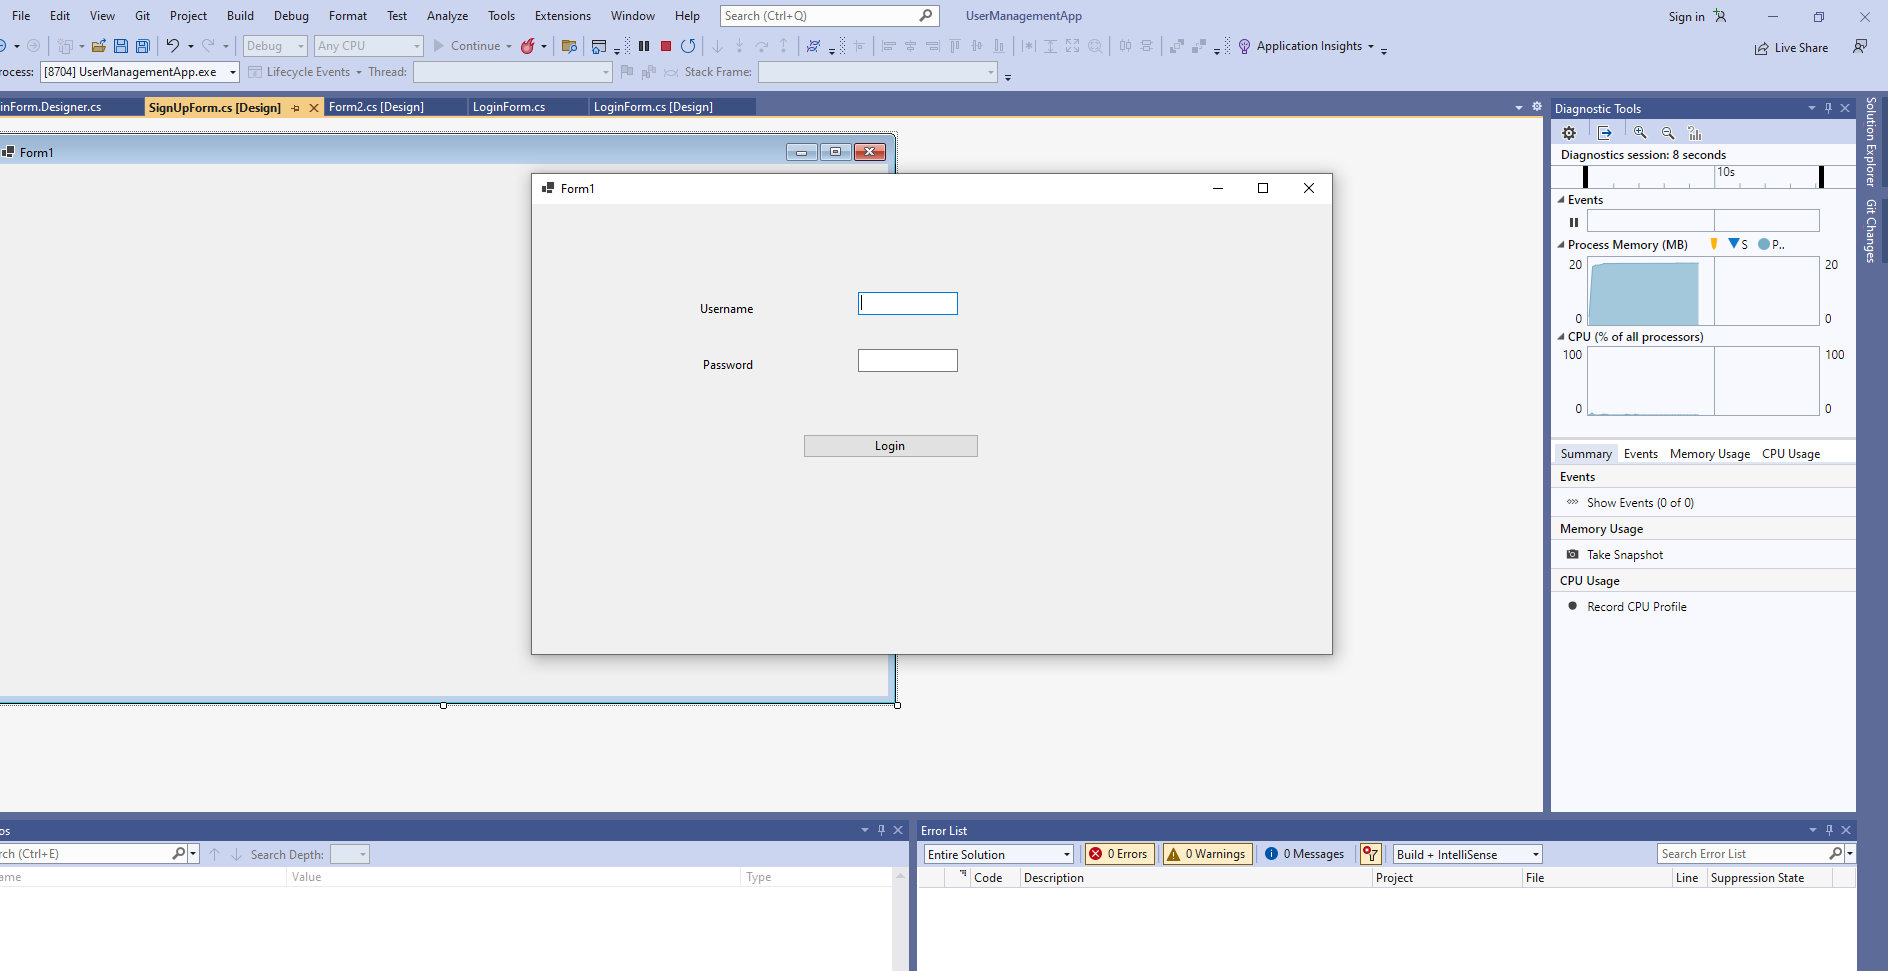 File Edit View Git Project Build Debug Format Test Analyze Tools Extensions Window Help Search (Ctrl+Q) UserManagementApp Sign in
Debug Any CPU Continue Application Insights Live Share
rocess: [8704] UserManagementApp.exe Lifecycle Events Thread: Stack Frame:
inForm.Designer.cs SignUpForm.cs [Design] Form2.cs [Design] LoginForm.cs LoginForm.cs [Design]
Form1
Form1
Username
Password
Login
Diagnostic Tools
Diagnostics session: 8 seconds
10s
Events
Process Memory (MB) S P..
20 20
0 0
CPU (% of all processors)
100 100
0 0
Summary Events Memory Usage CPU Usage
Events
Show Events (0 of 0)
Memory Usage
Take Snapshot
CPU Usage
Record CPU Profile
Solution Explorer
Git Changes
os
rch (Ctrl+E) Search Depth:
ame Value Type
Error List
Entire Solution 0 Errors 0 Warnings 0 Messages Build + IntelliSense Search Error List
Code Description Project File Line Suppression State